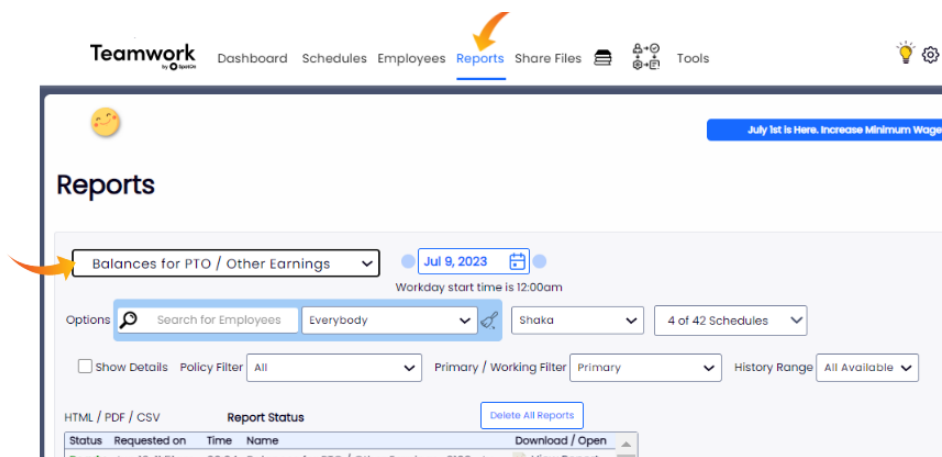 Teamwork
by SpotOn
Dashboard Schedules Employees Reports Share Files Tools
July 1st is Here. Increase Minimum Wage
Reports
Balances for PTO / Other Earnings Jul 9, 2023
Workday start time is 12:00am
Options Search for Employees Everybody Shaka 4 of 42 Schedules
Show Details Policy Filter All Primary / Working Filter Primary History Range All Available
HTML / PDF / CSV Report Status Delete All Reports
Status Requested on Time Name Download / Open